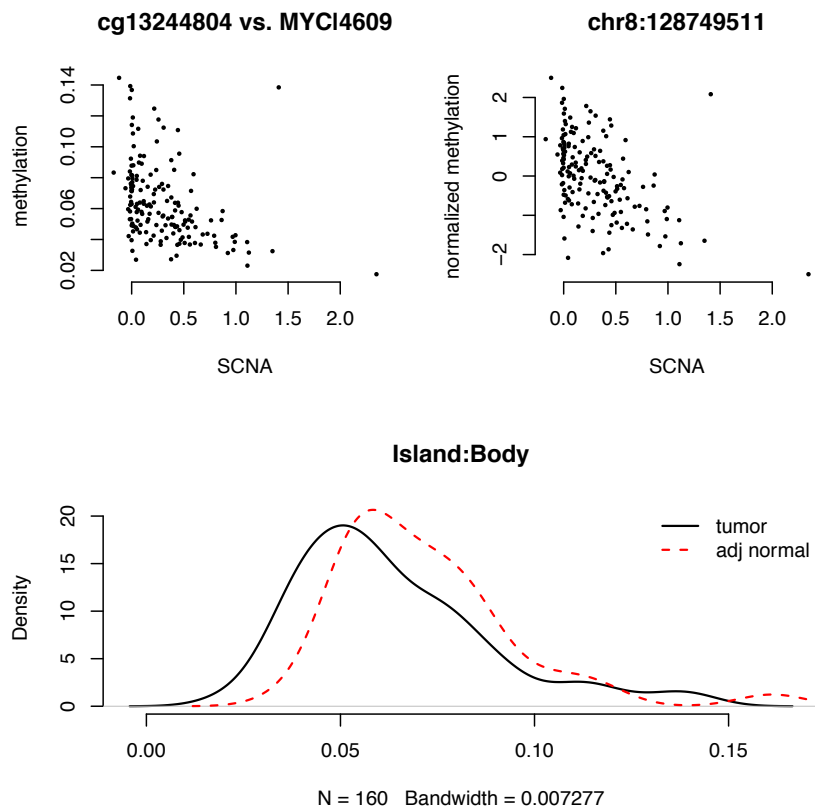 cg13244804 vs. MYC|4609
methylation
0.14
0.10
0.06
0.02
0.0 0.5 1.0 1.5 2.0
SCNA
chr8:128749511
normalized methylation
2
1
0
−2
0.0 0.5 1.0 1.5 2.0
SCNA
Island:Body
Density
20
15
10
5
0
tumor
adj normal
0.00 0.05 0.10 0.15
N = 160 Bandwidth = 0.007277